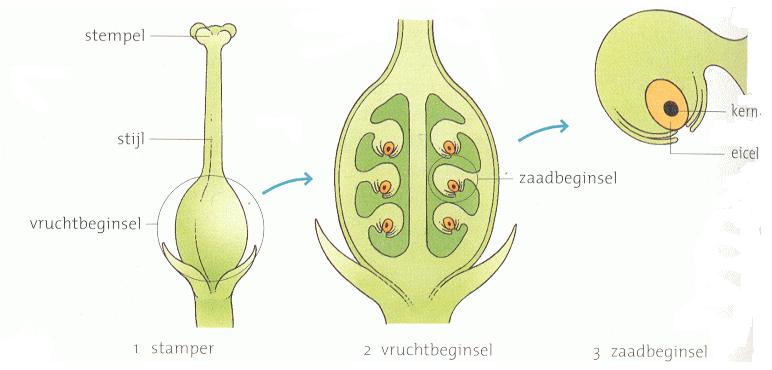 stempel
stijl
vruchtbeginsel
1 stamper
zaadbeginsel
2 vruchtbeginsel
kern
eicel
3 zaadbeginsel